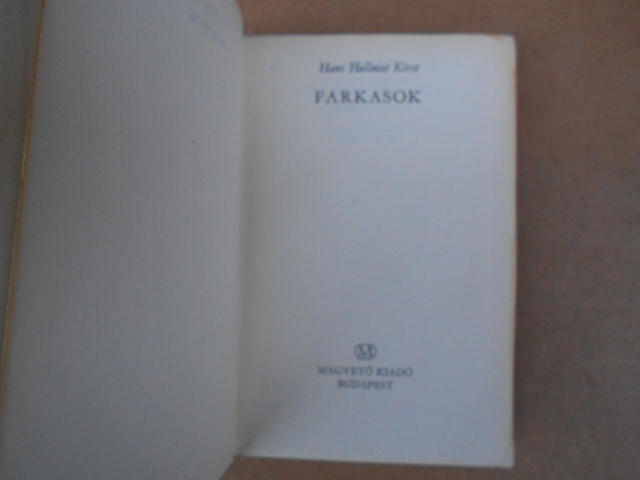 Hans Hellmut Kirst
FARKASOK
M
MAGVETŐ KIADÓ
BUDAPEST